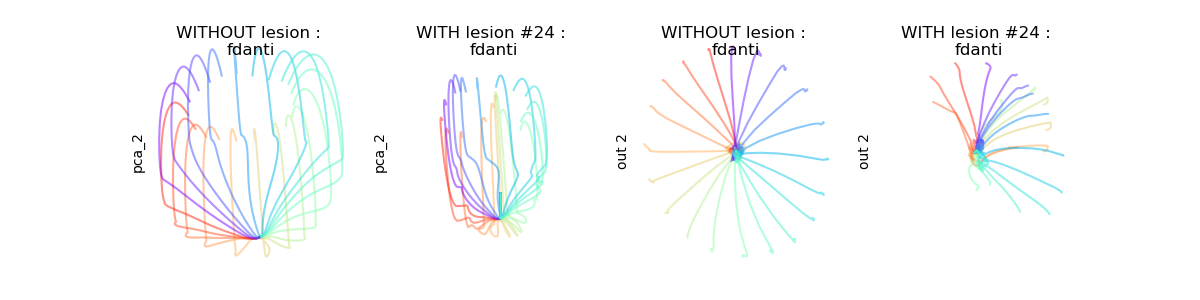 WITHOUT lesion :
fdanti
pca_2
WITH lesion #24 :
fdanti
pca_2
WITHOUT lesion :
fdanti
out 2
WITH lesion #24 :
fdanti
out 2